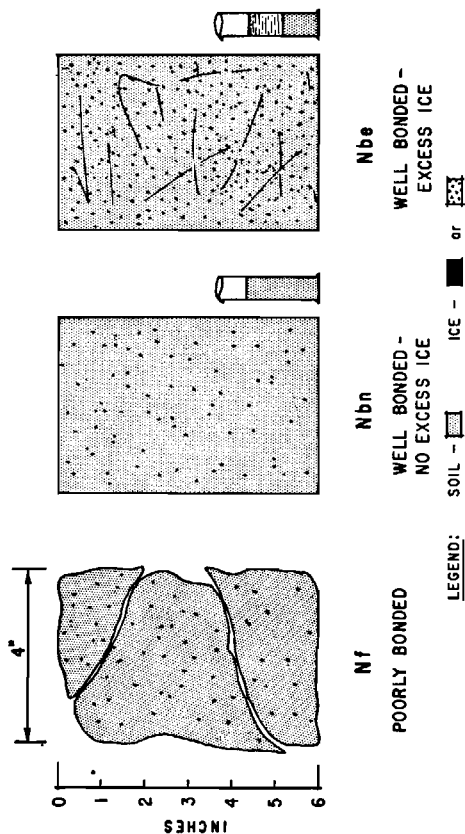 4"
0
1
2
3
4
5
6
INCHES
Nf
POORLY BONDED
Nbn
WELL BONDED-
NO EXCESS ICE
Nbe
WELL BONDED-
EXCESS ICE
LEGEND: SOIL - ICE - or